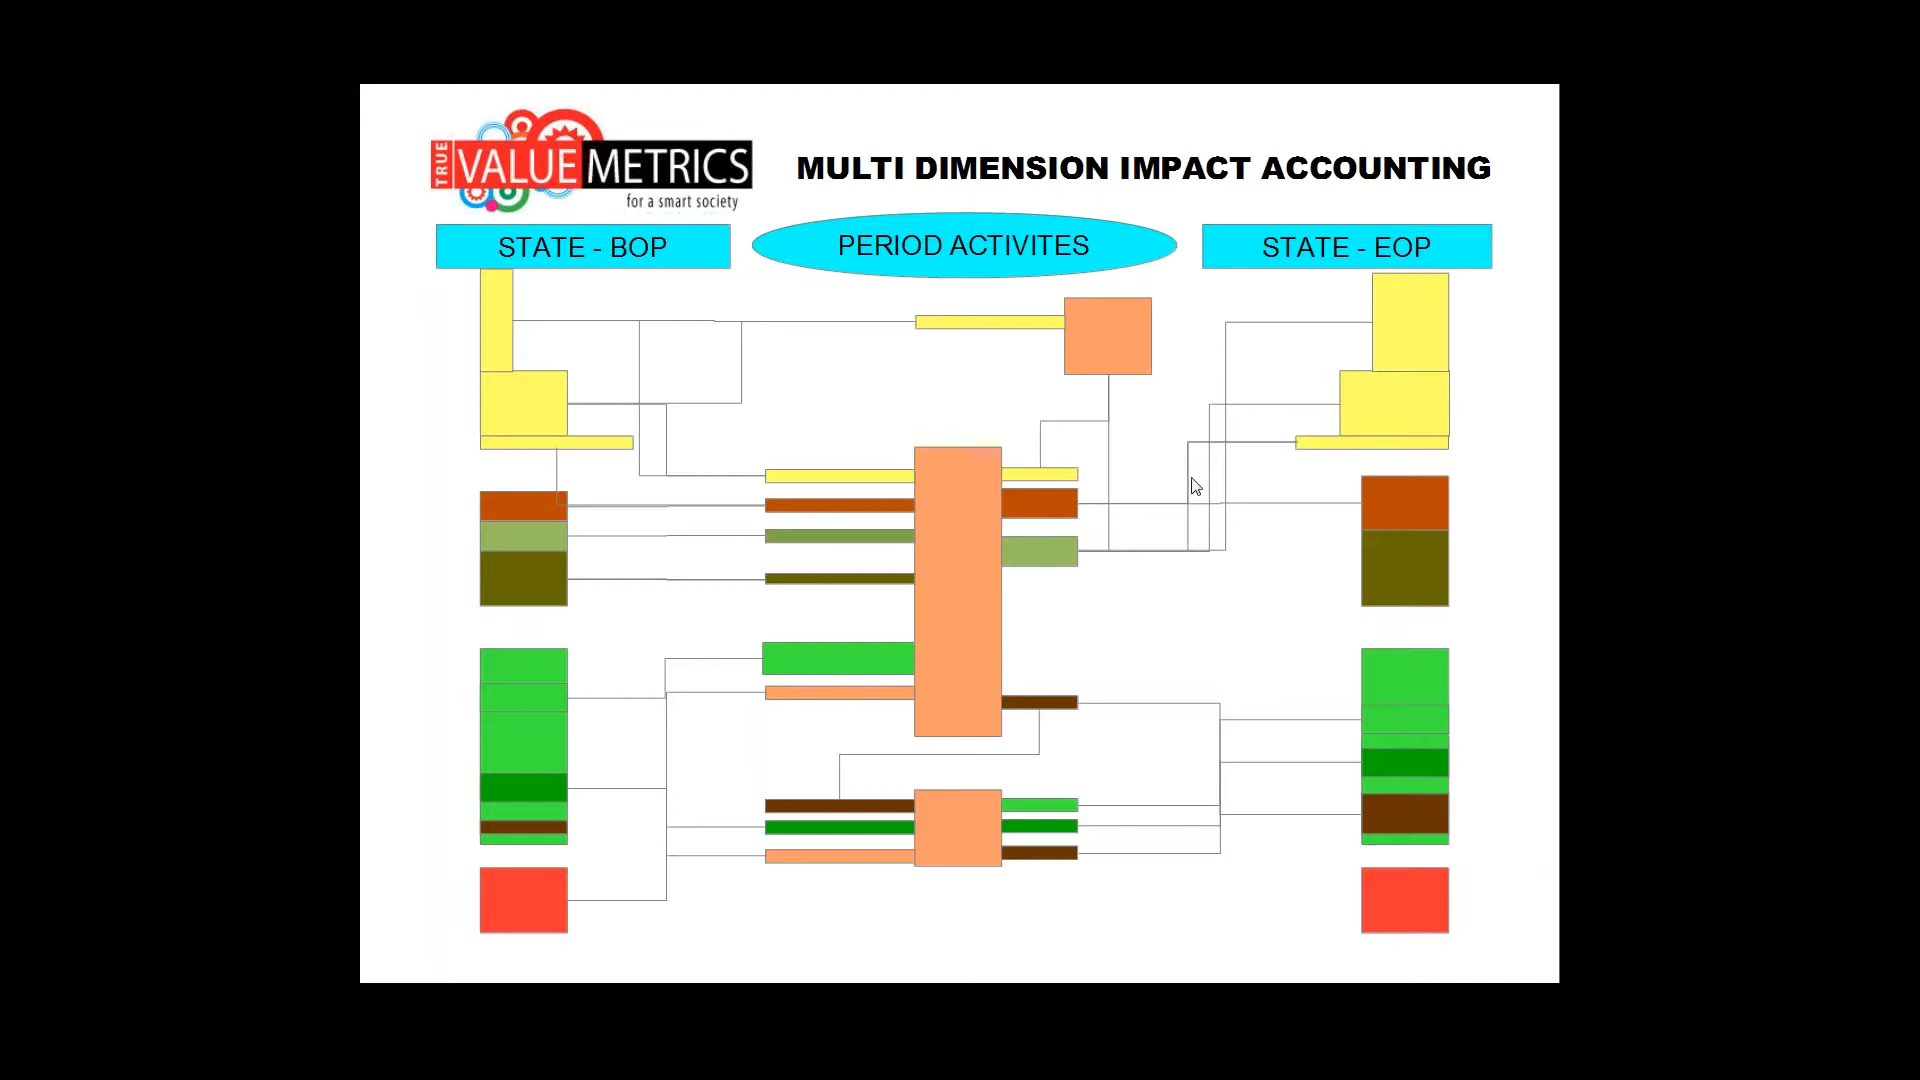 TRUE
VALUE METRICS
for a smart society
MULTI DIMENSION IMPACT ACCOUNTING
STATE - BOP
PERIOD ACTIVITES
STATE - EOP